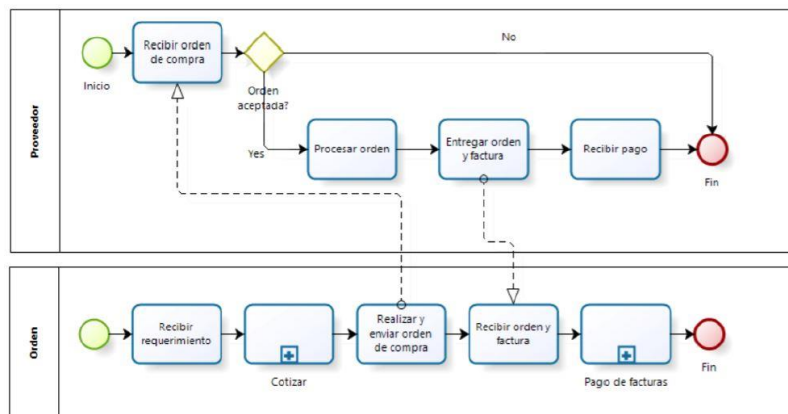 Proveedor
Inicio
Recibir orden
de compra
Orden
aceptada?
No
Yes
Procesar orden
Entregar orden
y factura
Recibir pago
Fin
Orden
Recibir
requerimiento
Cotizar
Realizar y
enviar orden
de compra
Recibir orden y
factura
Pago de facturas
Fin